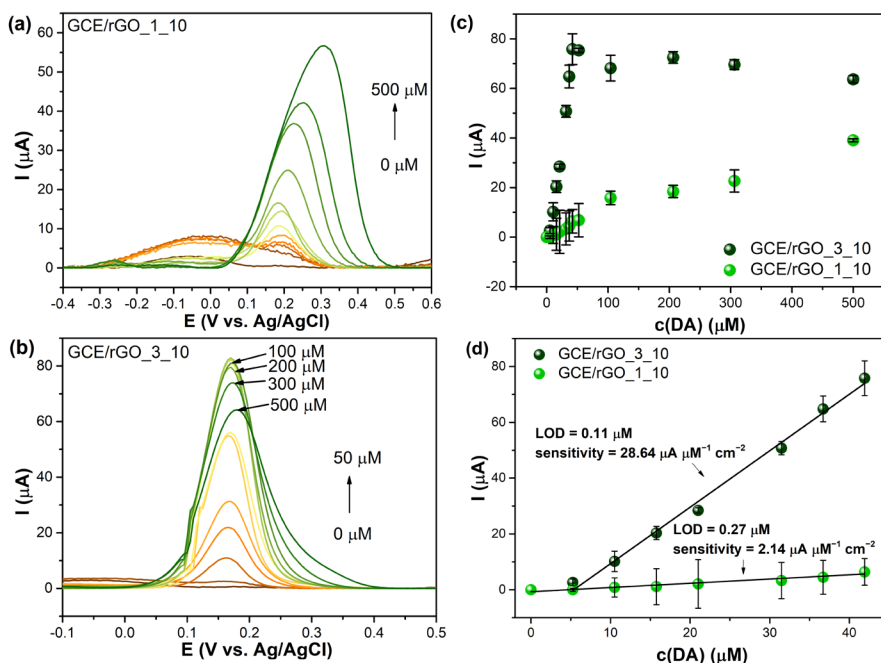 (a)
GCE/rGO_1_10
60
50
40
30
20
10
0
I (μA)
500 μM
0 μM
-0.4 -0.3 -0.2 -0.1 0.0 0.1 0.2 0.3 0.4 0.5 0.6
E (V vs. Ag/AgCl)
(c)
80
60
40
20
0
-20
I (μA)
GCE/rGO_3_10
GCE/rGO_1_10
0 100 200 300 400 500
c(DA) (μM)
(b)
GCE/rGO_3_10
100 μM
200 μM
300 μM
500 μM
50 μM
0 μM
80
60
40
20
0
I (μA)
-0.1 0.0 0.1 0.2 0.3 0.4 0.5
E (V vs. Ag/AgCl)
(d)
GCE/rGO_3_10
GCE/rGO_1_10
80
60
40
20
0
-20
I (μA)
LOD = 0.11 μM
sensitivity = 28.64 μA μM⁻¹ cm⁻²
LOD = 0.27 μM
sensitivity = 2.14 μA μM⁻¹ cm⁻²
0 10 20 30 40
c(DA) (μM)